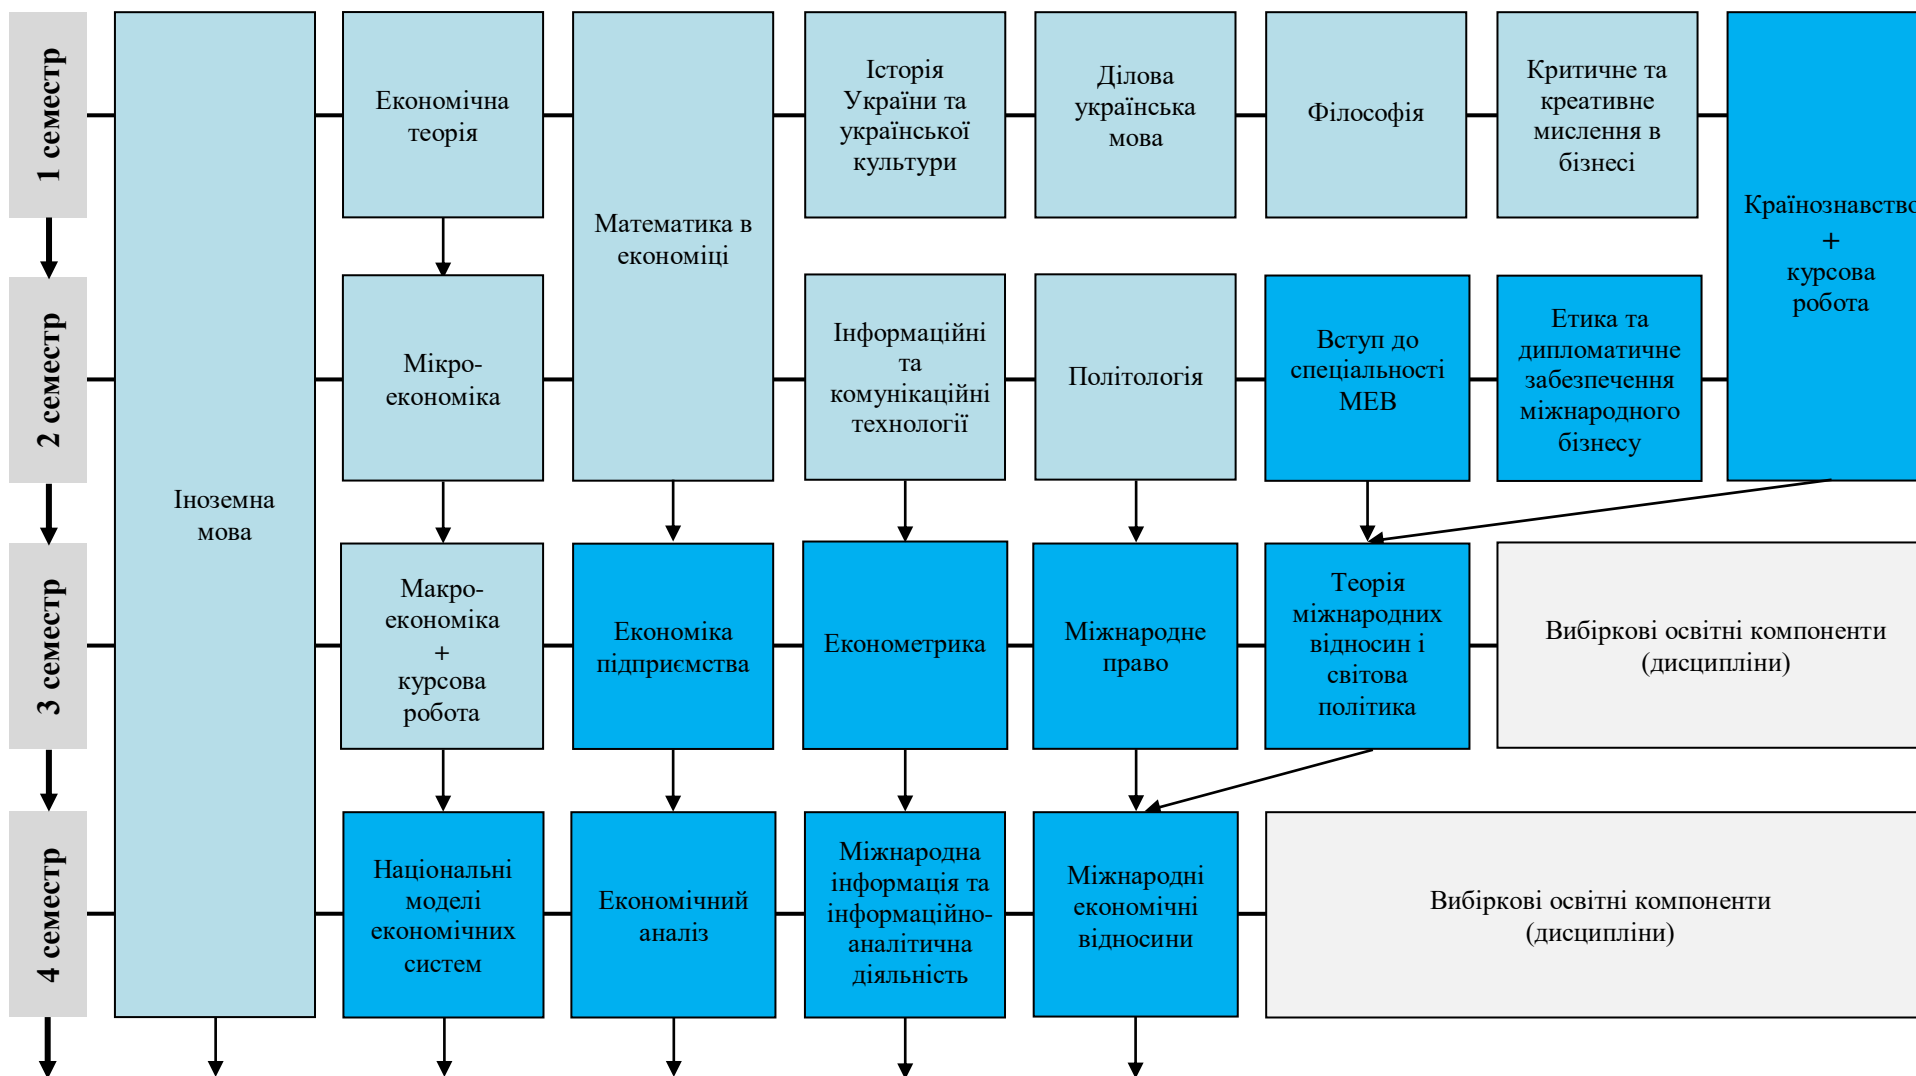 1 семестр
Економічна
теорія
Історія
України та
української
культури
Ділова
українська
мова
Філософія
Критичне та
креативне
мислення в
бізнесі
Країнознавство
+
курсова
робота
Математика в
економіці
2 семестр
Мікро-
економіка
Інформаційні
та
комунікаційні
технології
Політологія
Вступ до
спеціальності
МЕВ
Етика та
дипломатичне
забезпечення
міжнародного
бізнесу
Іноземна
мова
3 семестр
Макро-
економіка
+
курсова
робота
Економіка
підприємства
Економетрика
Міжнародне
право
Теорія
міжнародних
відносин і
світова
політика
Вибіркові освітні компоненти
(дисципліни)
4 семестр
Національні
моделі
економічних
систем
Економічний
аналіз
Міжнародна
інформація та
інформаційно-
аналітична
діяльність
Міжнародні
економічні
відносини
Вибіркові освітні компоненти
(дисципліни)